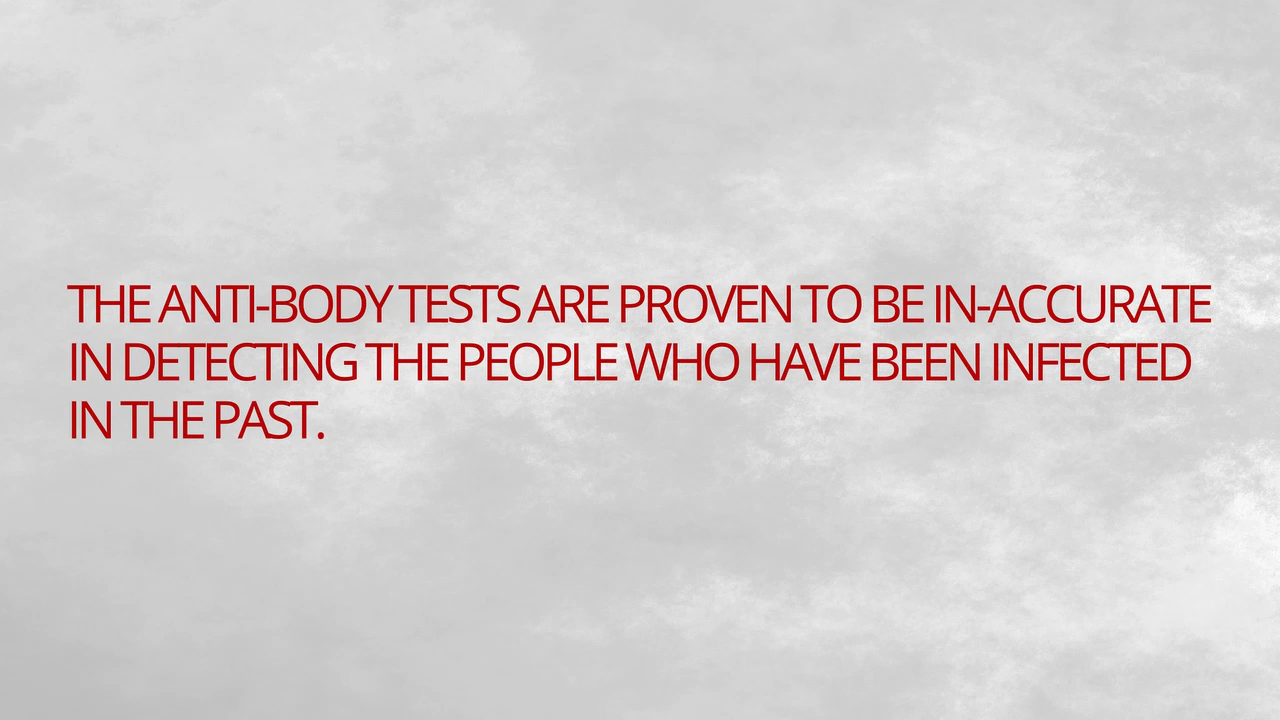 THE ANTI-BODY TESTS ARE PROVEN TO BE IN-ACCURATE
IN DETECTING THE PEOPLE WHO HAVE BEEN INFECTED
IN THE PAST.